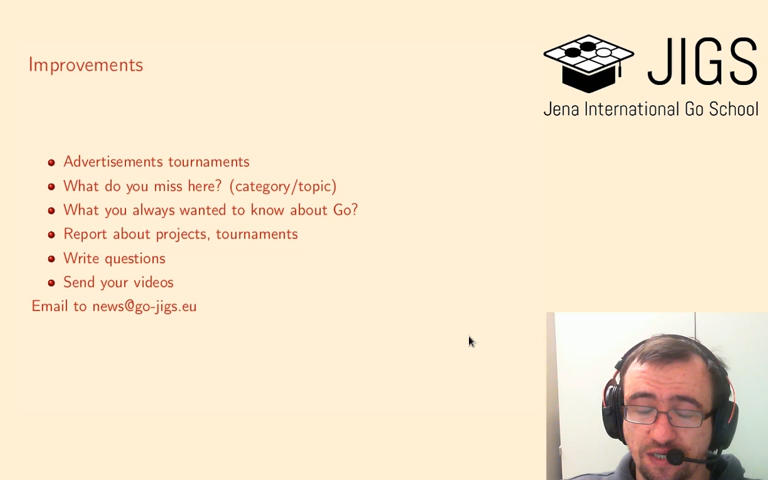 Improvements
JIGS
Jena International Go School
Advertisements tournaments
What do you miss here? (category/topic)
What you always wanted to know about Go?
Report about projects, tournaments
Write questions
Send your videos
Email to news@go-jigs.eu